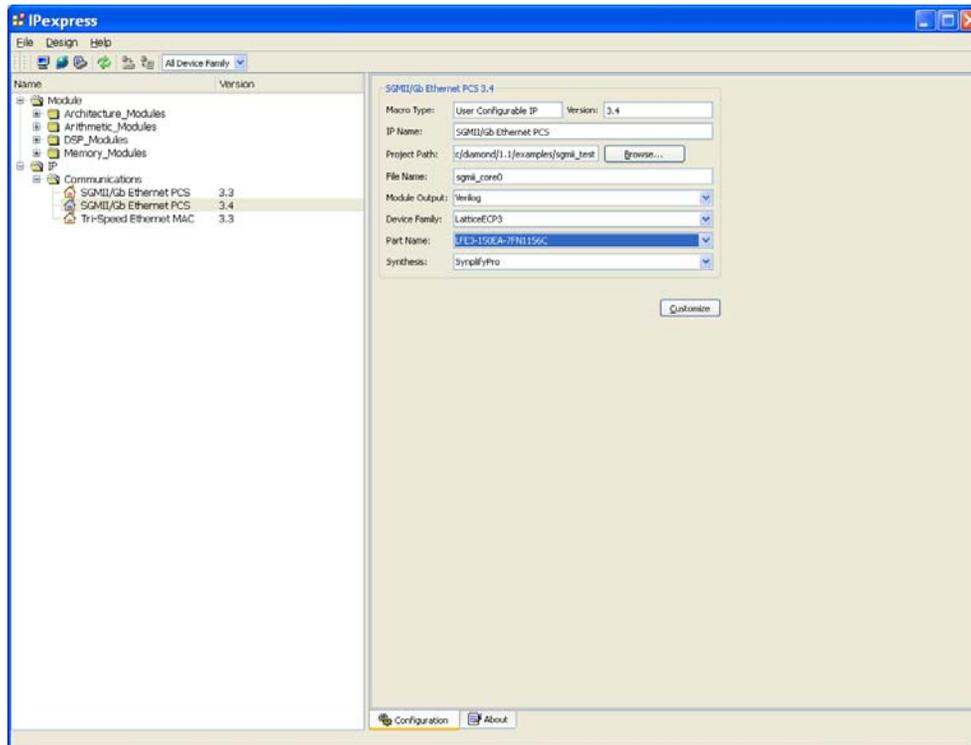 IPexpress
File Design Help
All Device Family
Name Version
Module
Architecture_Modules
Arithmetic_Modules
DSP_Modules
Memory_Modules
IP
Communications
SGMII/Gb Ethernet PCS 3.3
SGMII/Gb Ethernet PCS 3.4
Tri-Speed Ethernet MAC 3.3
SGMII/Gb Ethernet PCS 3.4
Macro Type: User Configurable IP Version: 3.4
IP Name: SGMII/Gb Ethernet PCS
Project Path: c/diamond/1.1/examples/sgmii_test Browse...
File Name: sgmii_core0
Module Output: Verilog
Device Family: LatticeECP3
Part Name: LFE3-150EA-7FN1156C
Synthesis: SynplifyPro
Customize
Configuration About